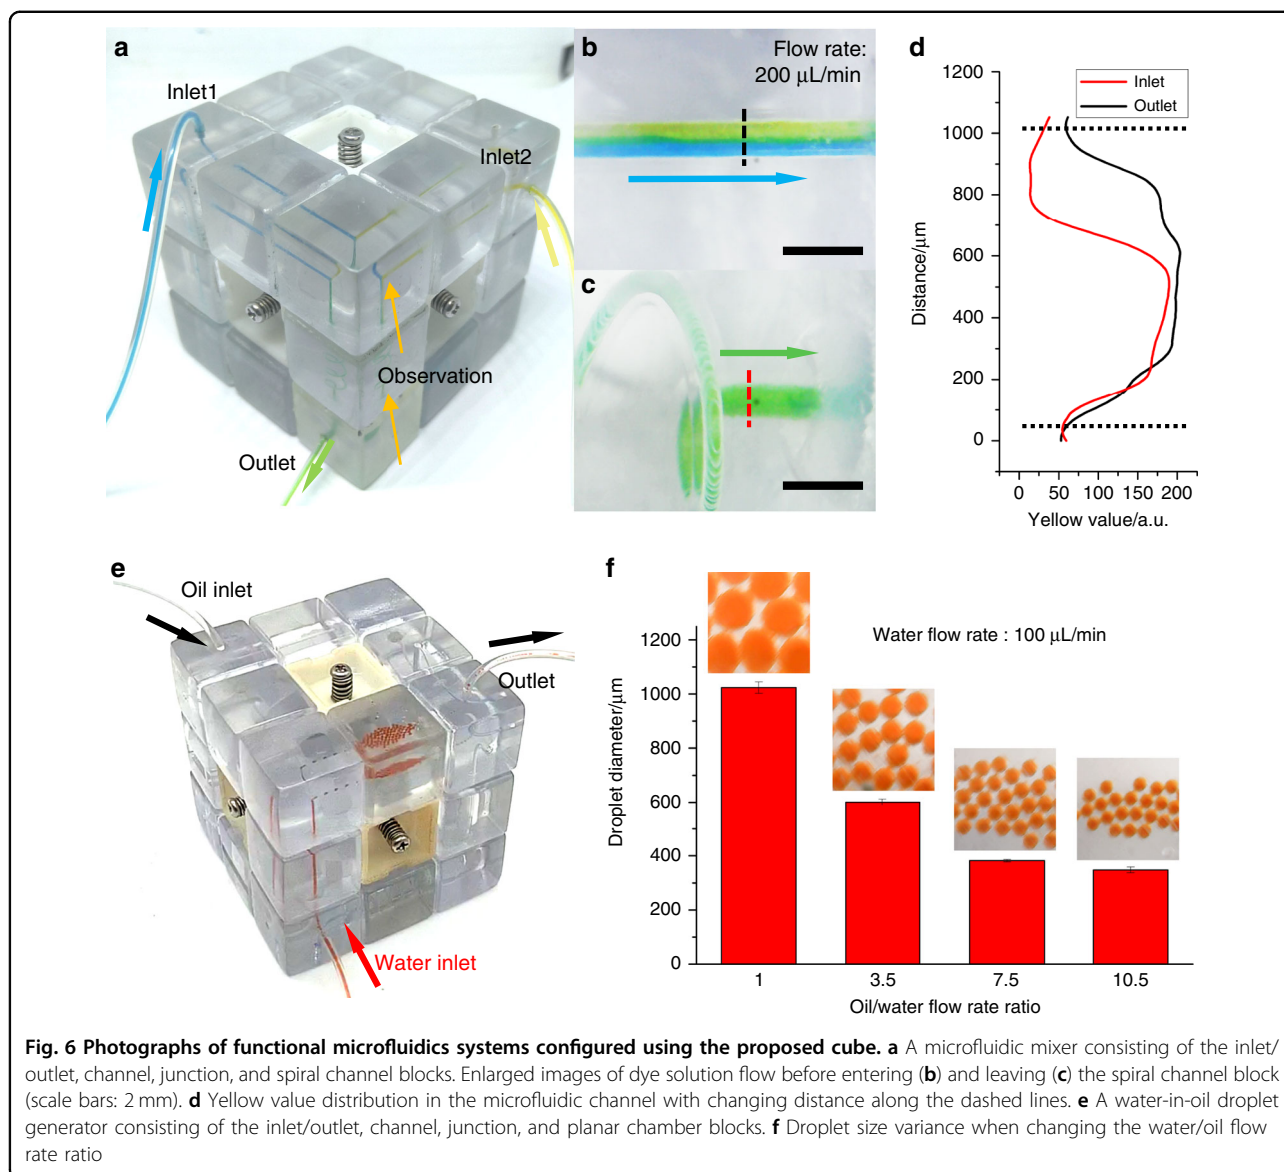 a
Inlet1
Inlet2
Observation
Outlet
b
Flow rate:
200 μL/min
c
d
1200
1000
800
600
400
200
0
Distance/μm
Inlet
Outlet
0 50 100 150 200
Yellow value/a.u.
e
Oil inlet
Outlet
Water inlet
f
Water flow rate : 100 μL/min
1200
1000
800
600
400
200
0
Droplet diameter/μm
1 3.5 7.5 10.5
Oil/water flow rate ratio
Fig. 6 Photographs of functional microfluidics systems configured using the proposed cube. a A microfluidic mixer consisting of the inlet/
outlet, channel, junction, and spiral channel blocks. Enlarged images of dye solution flow before entering (b) and leaving (c) the spiral channel block
(scale bars: 2 mm). d Yellow value distribution in the microfluidic channel with changing distance along the dashed lines. e A water-in-oil droplet
generator consisting of the inlet/outlet, channel, junction, and planar chamber blocks. f Droplet size variance when changing the water/oil flow
rate ratio